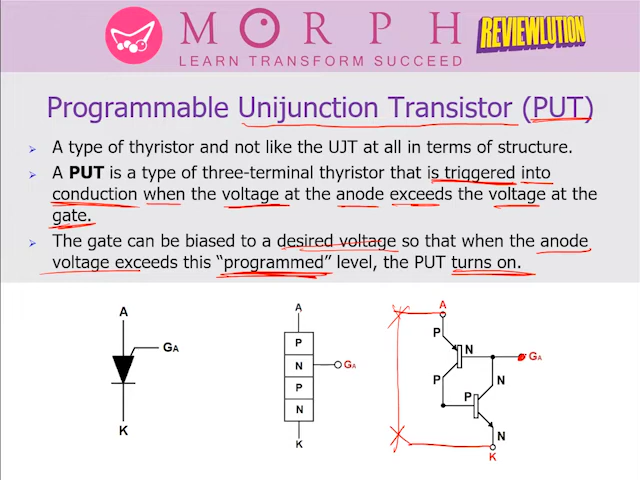 MORPH
REVIEWLUTION
LEARN TRANSFORM SUCCEED
Programmable Unijunction Transistor (PUT)
A type of thyristor and not like the UJT at all in terms of structure.
A PUT is a type of three-terminal thyristor that is triggered into
conduction when the voltage at the anode exceeds the voltage at the
gate.
The gate can be biased to a desired voltage so that when the anode
voltage exceeds this “programmed” level, the PUT turns on.
A
GA
K
A
P
N
P
N
GA
K
A
P
N
GA
P
P
N
N
K